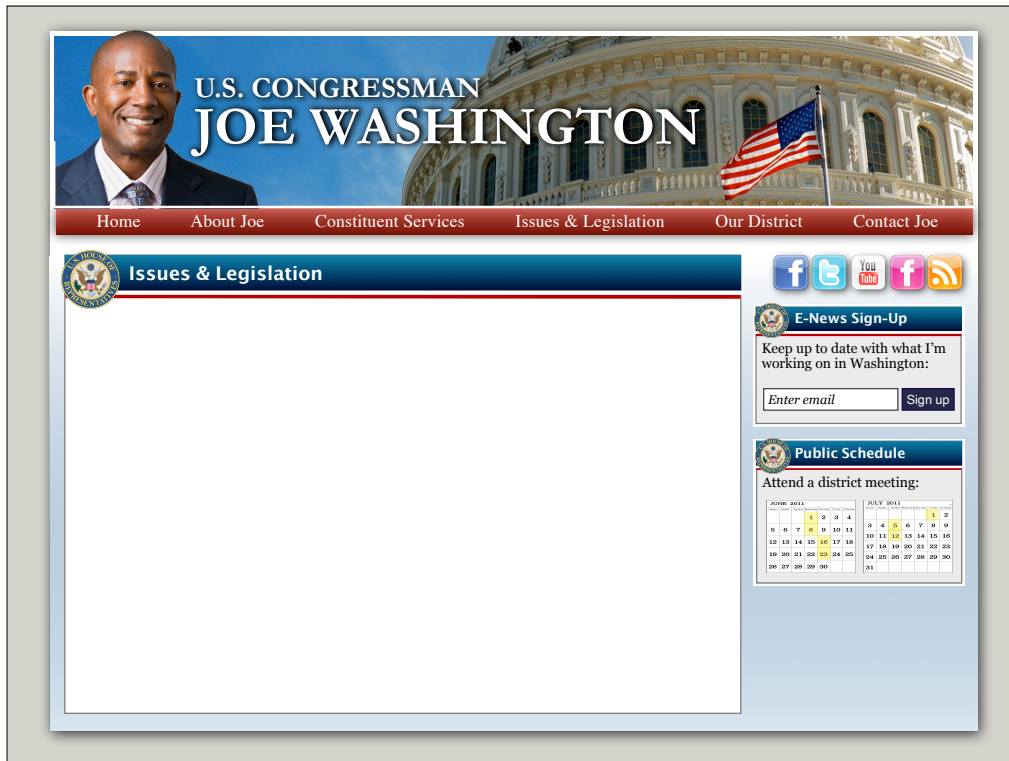 U.S. CONGRESSMAN
JOE WASHINGTON
Home About Joe Constituent Services Issues & Legislation Our District Contact Joe
U.S. HOUSE OF REPRESENTATIVES
Issues & Legislation
You
Tube
E-News Sign-Up
Keep up to date with what I'm
working on in Washington:
Enter email Sign up
Public Schedule
Attend a district meeting:
JUNE 2011
1 2 3 4
5 6 7 8 9 10 11
12 13 14 15 16 17 18
19 20 21 22 23 24 25
26 27 28 29 30
JULY 2011
1 2
3 4 5 6 7 8 9
10 11 12 13 14 15 16
17 18 19 20 21 22 23
24 25 26 27 28 29 30
31